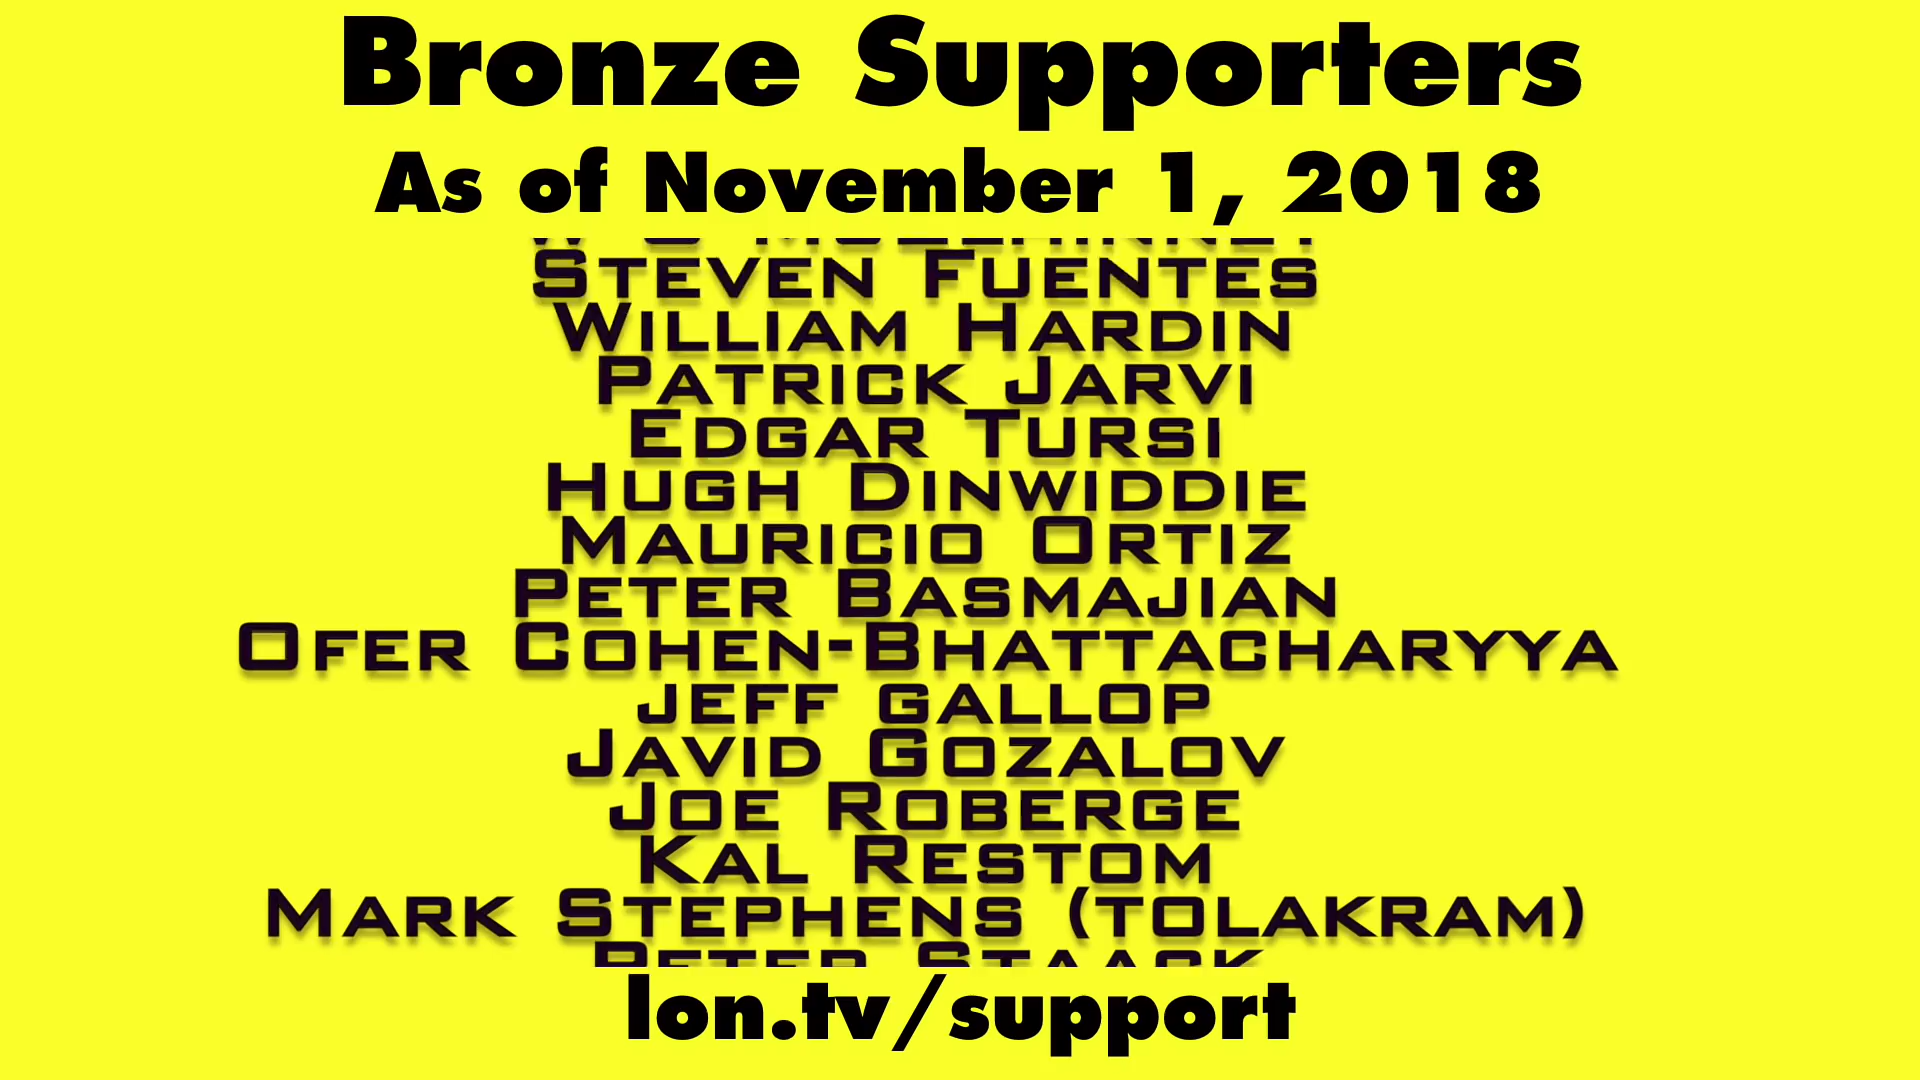 Bronze Supporters
As of November 1, 2018
Steven Fuentes
William Hardin
Patrick Jarvi
Edgar Tursi
Hugh Dinwiddie
Mauricio Ortiz
Peter Basmajian
Ofer Cohen-Bhattacharyya
jeff gallop
Javid Gozalov
Joe Roberge
Kal Restom
Mark Stephens (tolakram)
Peter Staack
lon.tv/support